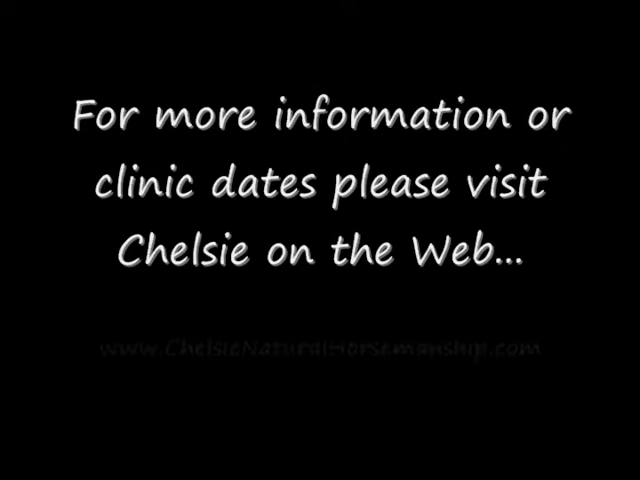 For more information or
clinic dates please visit
Chelsie on the Web...
www.ChelsieNaturalHorsemanship.com